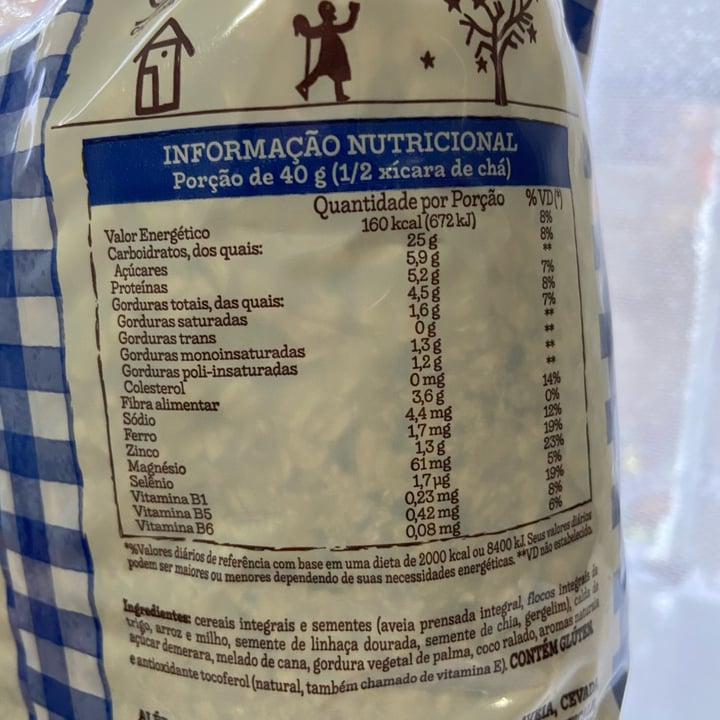 INFORMAÇÃO NUTRICIONAL
Porção de 40 g (1/2 xícara de chá)
Quantidade por Porção %VD(*)
Valor Energético 160 kcal (672 kJ) 8%
Carboidratos, dos quais: 25 g 8%
Açúcares 5,9 g **
Proteínas 5,2 g 7%
Gorduras totais, das quais: 4,5 g 8%
Gorduras saturadas 1,6 g 7%
Gorduras trans 0 g **
Gorduras monoinsaturadas 1,3 g **
Gorduras poli-insaturadas 1,2 g **
Colesterol 0 mg **
Fibra alimentar 3,6 g 14%
Sódio 4,4 mg 0%
Ferro 1,7 mg 12%
Zinco 1,3 g 19%
Magnésio 61 mg 23%
Selênio 1,7 µg 5%
Vitamina B1 0,23 mg 19%
Vitamina B5 0,42 mg 8%
Vitamina B6 0,08 mg 6%
*%Valores diários de referência com base em uma dieta de 2000 kcal ou 8400 kJ. Seus valores diários
podem ser maiores ou menores dependendo de suas necessidades energéticas. **VD não estabelecido.
Ingredientes: cereais integrais e sementes (aveia prensada integral, flocos integrais de
trigo, arroz e milho, semente de linhaça dourada, semente de chia, gergelim), calda de
açúcar demerara, melado de cana, gordura vegetal de palma, coco ralado, aromas naturais
e antioxidante tocoferol (natural, também chamado de vitamina E). CONTÉM GLÚTEN
AVEIA, CEVADA